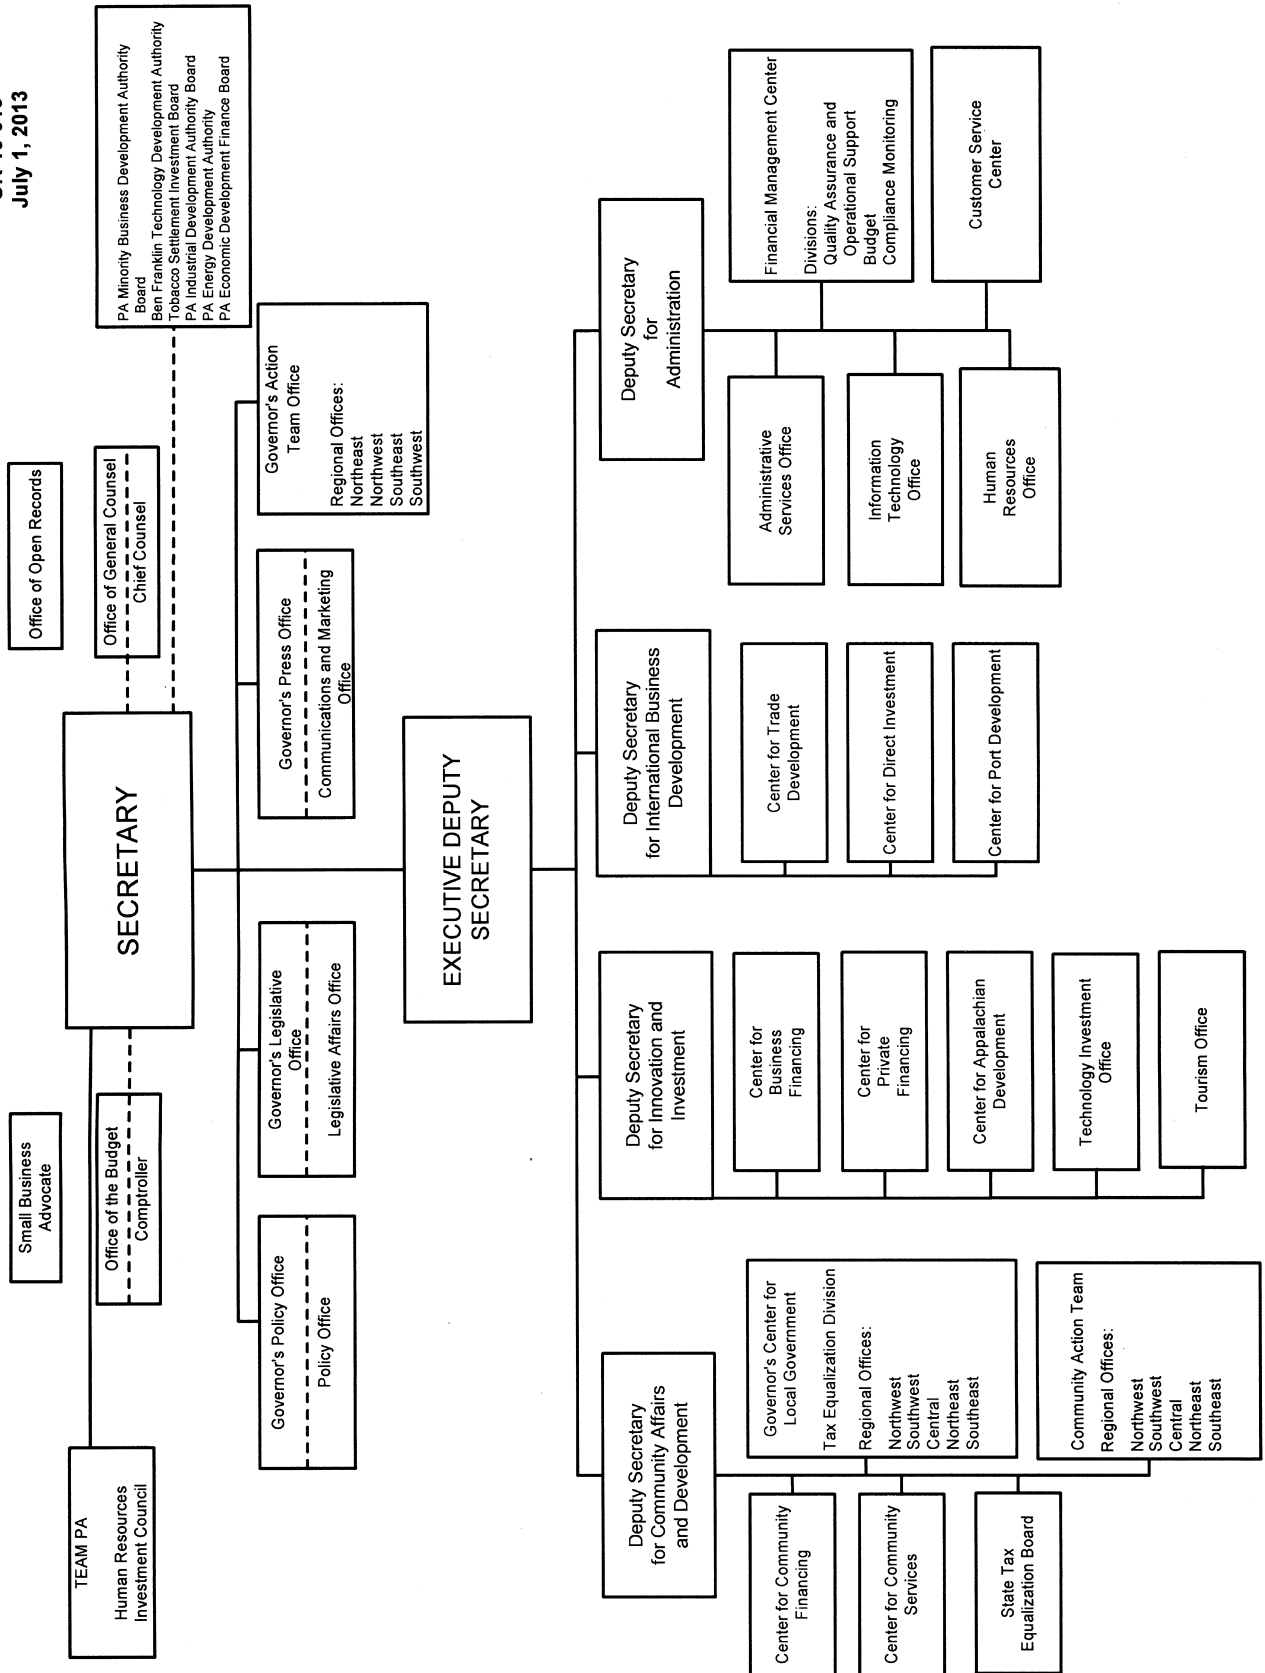 July 1, 2013
Small Business
Advocate
Office of Open Records
TEAM PA
Human Resources
Investment Council
Office of the Budget
Comptroller
SECRETARY
Office of General Counsel
Chief Counsel
PA Minority Business Development Authority
Board
Ben Franklin Technology Development Authority
Tobacco Settlement Investment Board
PA Industrial Development Authority Board
PA Energy Development Authority
PA Economic Development Finance Board
Governor's Policy Office
Policy Office
Governor's Legislative
Office
Legislative Affairs Office
Governor's Press Office
Communications and Marketing
Office
Governor's Action
Team Office
Regional Offices:
Northeast
Northwest
Southeast
Southwest
EXECUTIVE DEPUTY
SECRETARY
Deputy Secretary
for Community Affairs
and Development
Center for Community
Financing
Center for Community
Services
State Tax
Equalization Board
Governor's Center for
Local Government
Tax Equalization Division
Regional Offices:
Northwest
Southwest
Central
Northeast
Southeast
Community Action Team
Regional Offices:
Northwest
Southwest
Central
Northeast
Southeast
Deputy Secretary
for Innovation and
Investment
Center for
Business
Financing
Center for
Private
Financing
Center for Appalachian
Development
Technology Investment
Office
Tourism Office
Deputy Secretary
for International Business
Development
Center for Trade
Development
Center for Direct Investment
Center for Port Development
Deputy Secretary
for
Administration
Administrative
Services Office
Information
Technology
Office
Human
Resources
Office
Financial Management Center
Divisions:
Quality Assurance and
Operational Support
Budget
Compliance Monitoring
Customer Service
Center